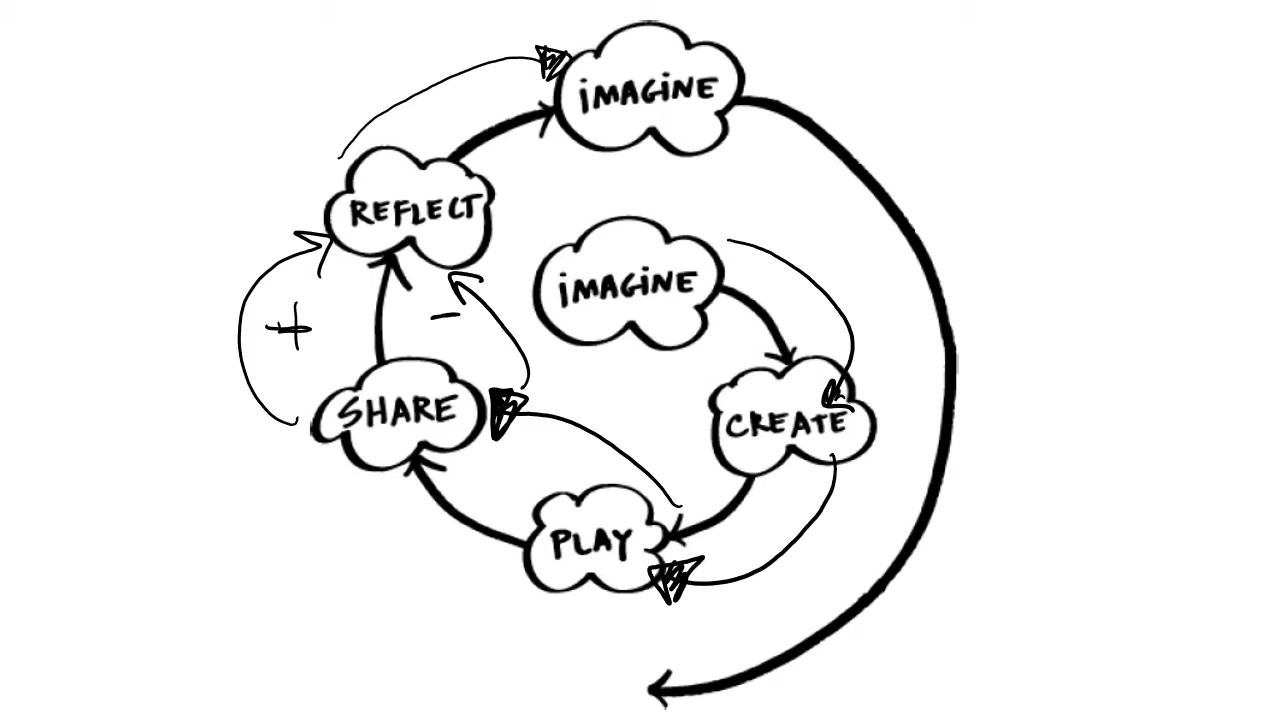 iMAGiNE
REFLECT
iMAGiNE
+
-
SHARE
CREATE
PLAY